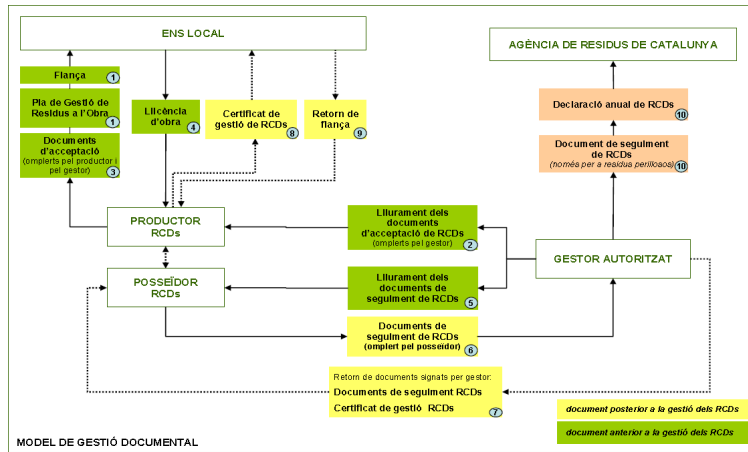 ENS LOCAL
AGÈNCIA DE RESIDUS DE CATALUNYA
Fiança
1
Pla de Gestió de
Residus a l'Obra
1
Documents
d'acceptació
(omplerts pel productor i
pel gestor)
3
Llicència
d'obra
4
Certificat de
gestió de RCDs
8
Retorn de
fiança
9
Declaració anual de RCDs
10
Document de seguiment
de RCDs
(només per a residus perillosos)
10
PRODUCTOR
RCDs
Lliurament dels
documents
d'acceptació de RCDs
(omplerts pel gestor)
2
GESTOR AUTORITZAT
POSSEÏDOR
RCDs
Lliurament dels
documents de
seguiment de RCDs
5
Documents de
seguiment de RCDs
(omplert pel posseïdor)
6
Retorn de documents signats per gestor:
Documents de seguiment RCDs
Certificat de gestió RCDs
7
document posterior a la gestió dels RCDs
document anterior a la gestió dels RCDs
MODEL DE GESTIÓ DOCUMENTAL